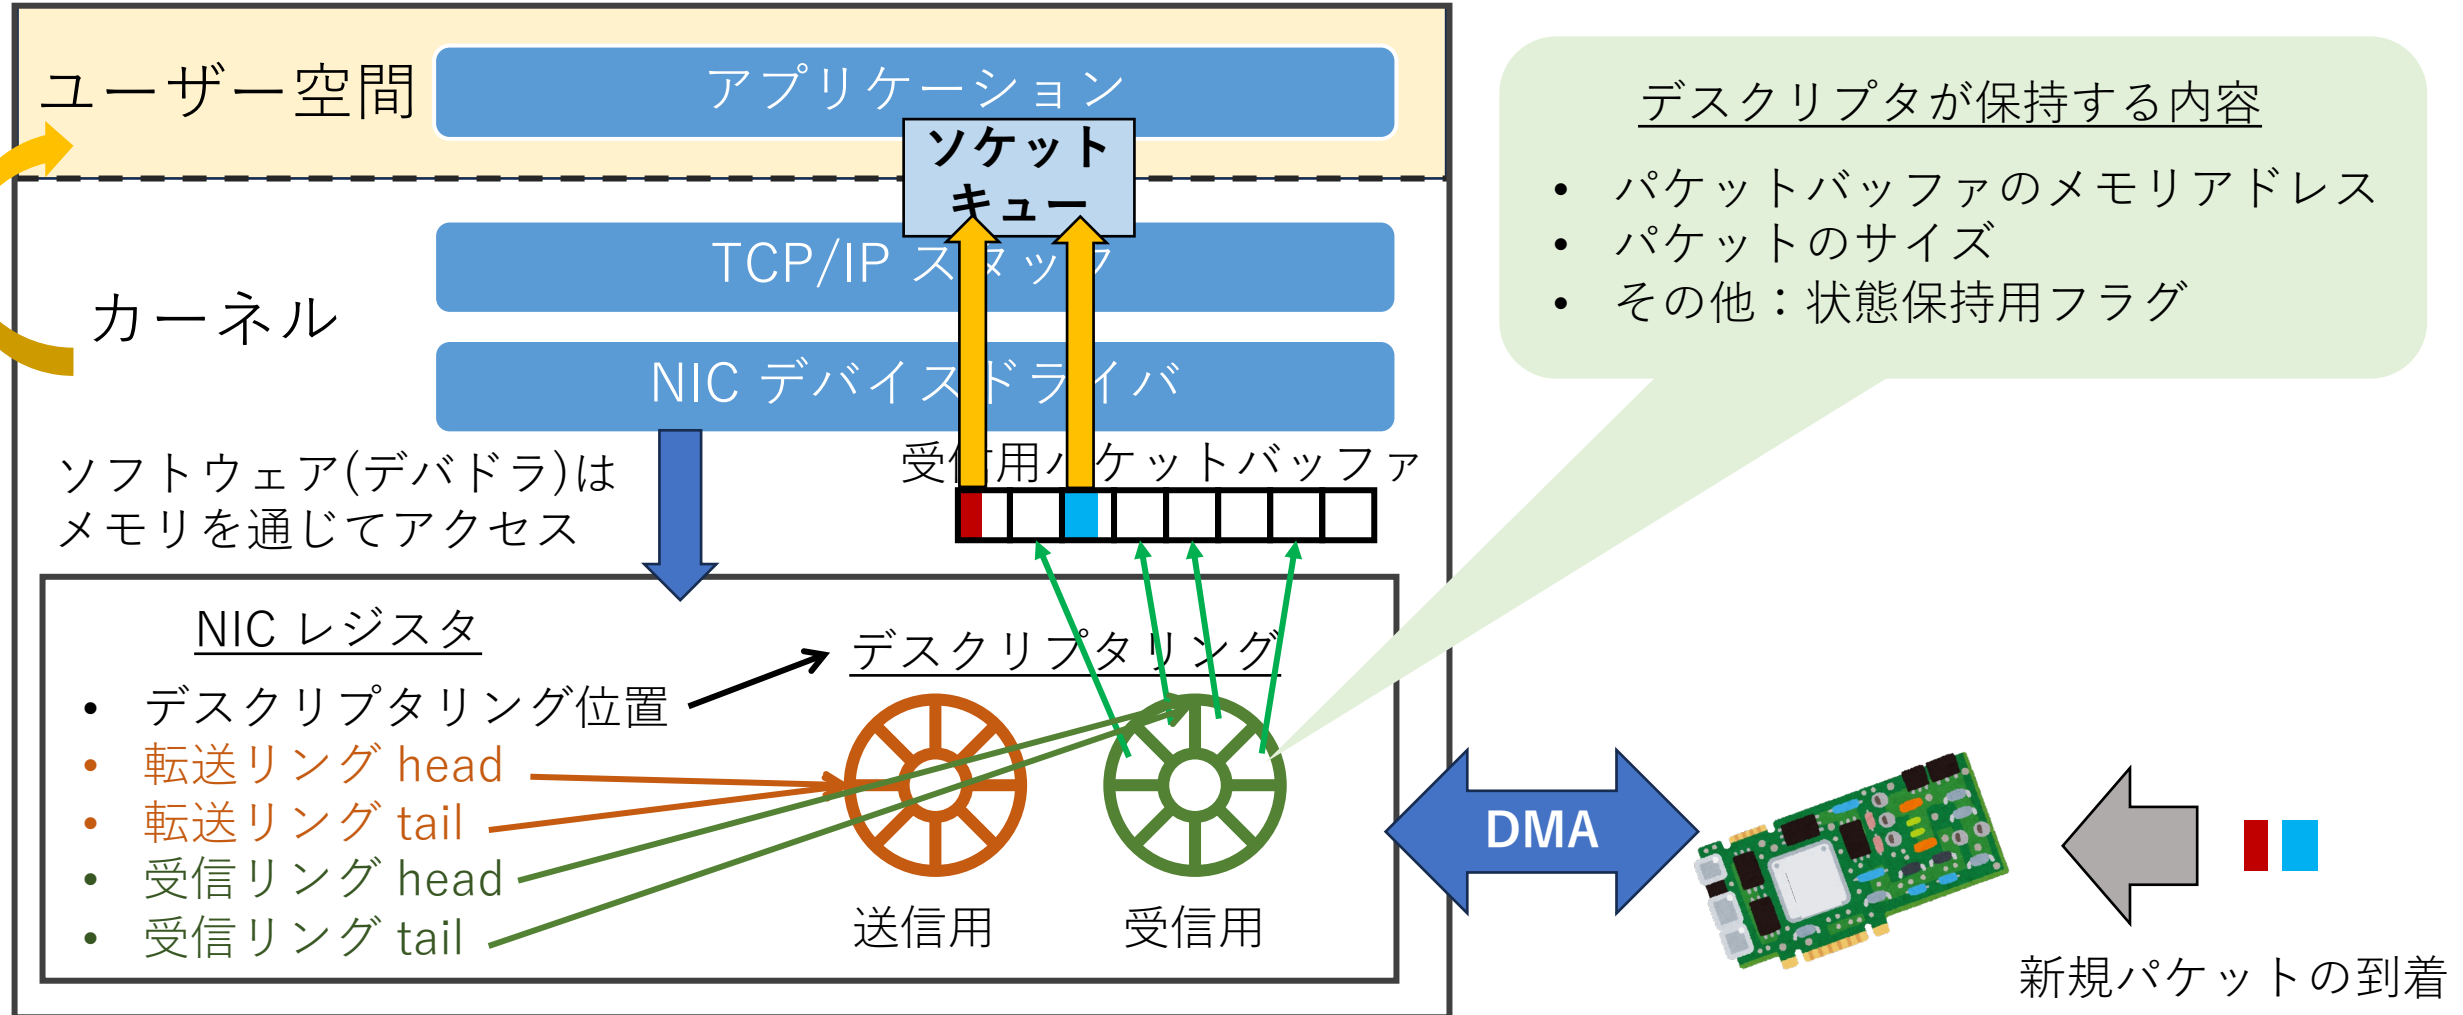 ユーザー空間
アプリケーション
ソケット
キュー
カーネル
TCP/IP スタック
NIC デバイスドライバ
ソフトウェア(デバドラ)は
メモリを通じてアクセス
受信用パケットバッファ
NIC レジスタ
• デスクリプタリング位置
• 転送リング head
• 転送リング tail
• 受信リング head
• 受信リング tail
デスクリプタリング
送信用
受信用
デスクリプタが保持する内容
• パケットバッファのメモリアドレス
• パケットのサイズ
• その他：状態保持用フラグ
DMA
新規パケットの到着